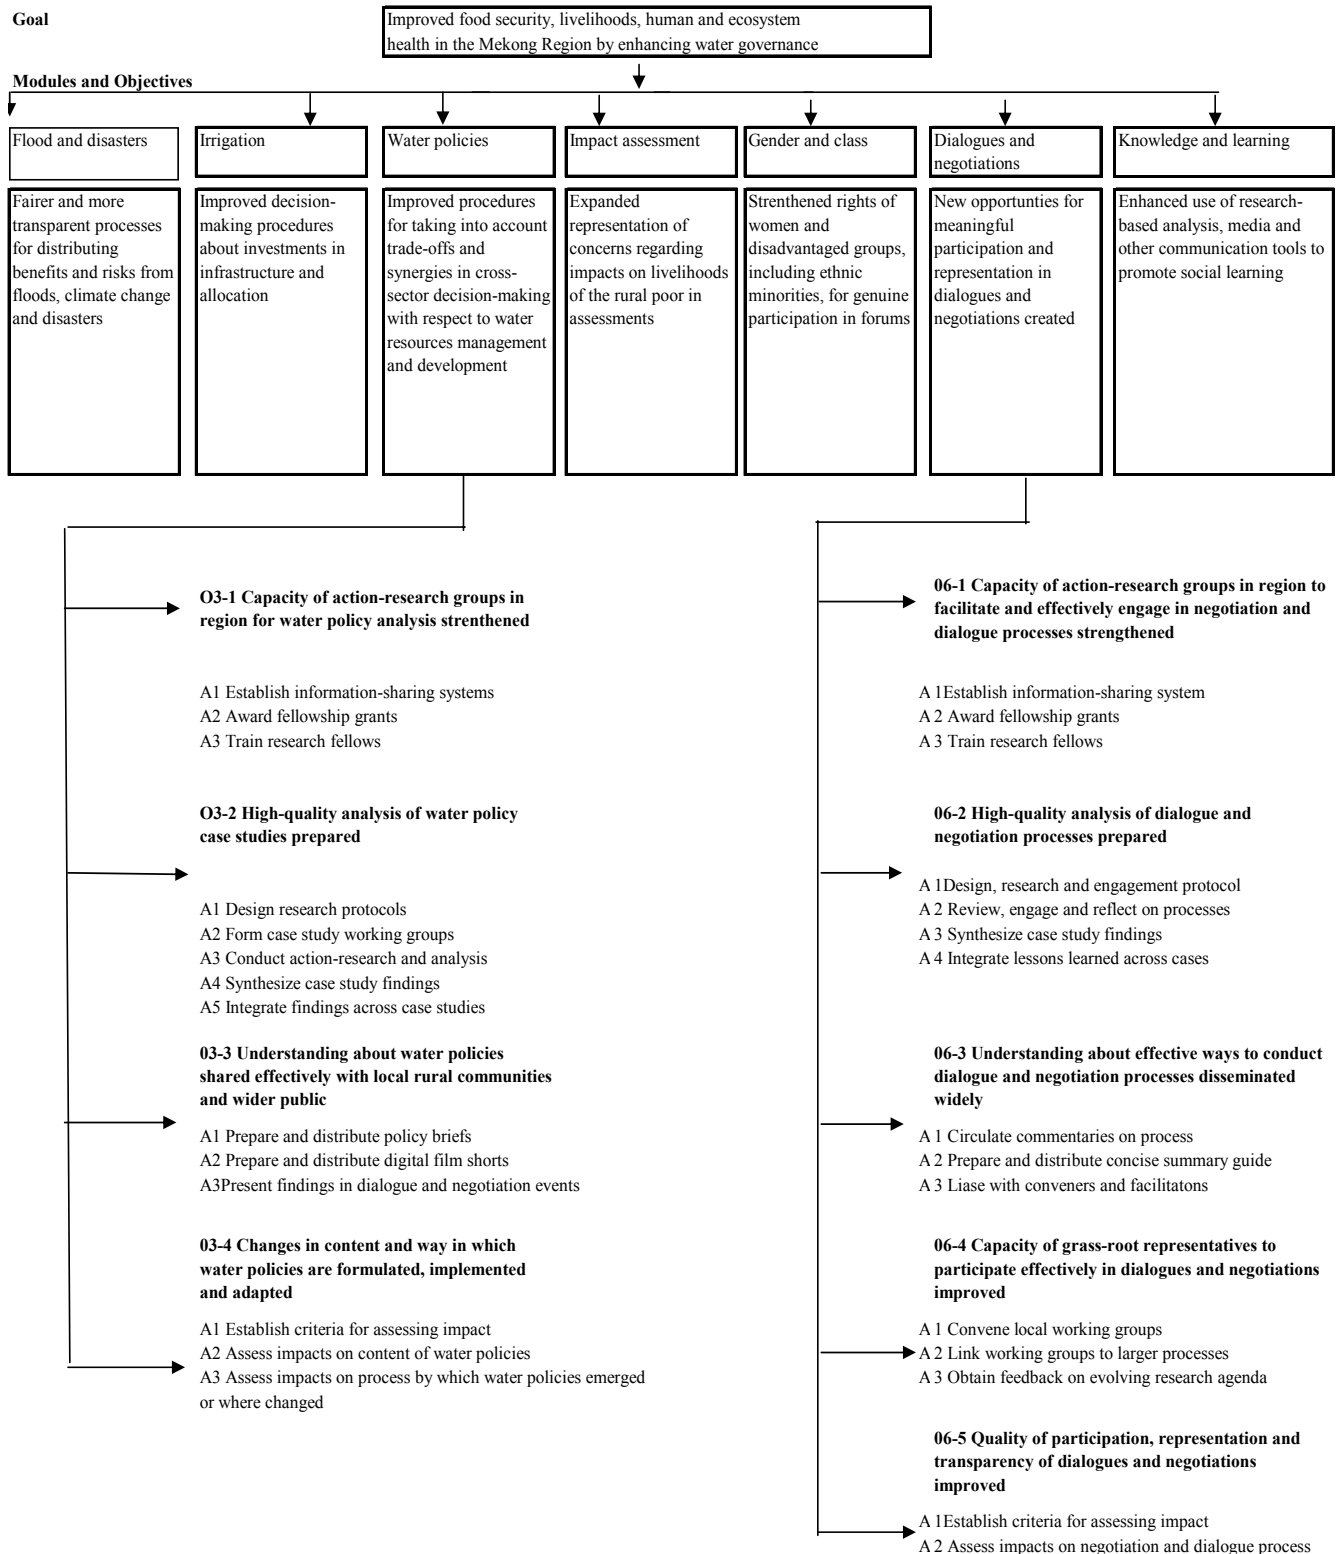 Goal
Improved food security, livelihoods, human and ecosystem
health in the Mekong Region by enhancing water governance
Modules and Objectives
Flood and disasters
Irrigation
Water policies
Impact assessment
Gender and class
Dialogues and
negotiations
Knowledge and learning
Fairer and more
transparent processes
for distributing
benefits and risks from
floods, climate change
and disasters
Improved decision-
making procedures
about investments in
infrastructure and
allocation
Improved procedures
for taking into account
trade-offs and
synergies in cross-
sector decision-making
with respect to water
resources management
and development
Expanded
representation of
concerns regarding
impacts on livelihoods
of the rural poor in
assessments
Strenthened rights of
women and
disadvantaged groups,
including ethnic
minorities, for genuine
participation in forums
New opportunties for
meaningful
participation and
representation in
dialogues and
negotiations created
Enhanced use of research-
based analysis, media and
other communication tools to
promote social learning
O3-1 Capacity of action-research groups in
region for water policy analysis strenthened
A1 Establish information-sharing systems
A2 Award fellowship grants
A3 Train research fellows
O3-2 High-quality analysis of water policy
case studies prepared
A1 Design research protocols
A2 Form case study working groups
A3 Conduct action-research and analysis
A4 Synthesize case study findings
A5 Integrate findings across case studies
03-3 Understanding about water policies
shared effectively with local rural communities
and wider public
A1 Prepare and distribute policy briefs
A2 Prepare and distribute digital film shorts
A3Present findings in dialogue and negotiation events
03-4 Changes in content and way in which
water policies are formulated, implemented
and adapted
A1 Establish criteria for assessing impact
A2 Assess impacts on content of water policies
A3 Assess impacts on process by which water policies emerged
or where changed
06-1 Capacity of action-research groups in region to
facilitate and effectively engage in negotiation and
dialogue processes strengthened
A 1Establish information-sharing system
A 2 Award fellowship grants
A 3 Train research fellows
06-2 High-quality analysis of dialogue and
negotiation processes prepared
A 1Design, research and engagement protocol
A 2 Review, engage and reflect on processes
A 3 Synthesize case study findings
A 4 Integrate lessons learned across cases
06-3 Understanding about effective ways to conduct
dialogue and negotiation processes disseminated
widely
A 1 Circulate commentaries on process
A 2 Prepare and distribute concise summary guide
A 3 Liase with conveners and facilitatons
06-4 Capacity of grass-root representatives to
participate effectively in dialogues and negotiations
improved
A 1 Convene local working groups
A 2 Link working groups to larger processes
A 3 Obtain feedback on evolving research agenda
06-5 Quality of participation, representation and
transparency of dialogues and negotiations
improved
A 1Establish criteria for assessing impact
A 2 Assess impacts on negotiation and dialogue process